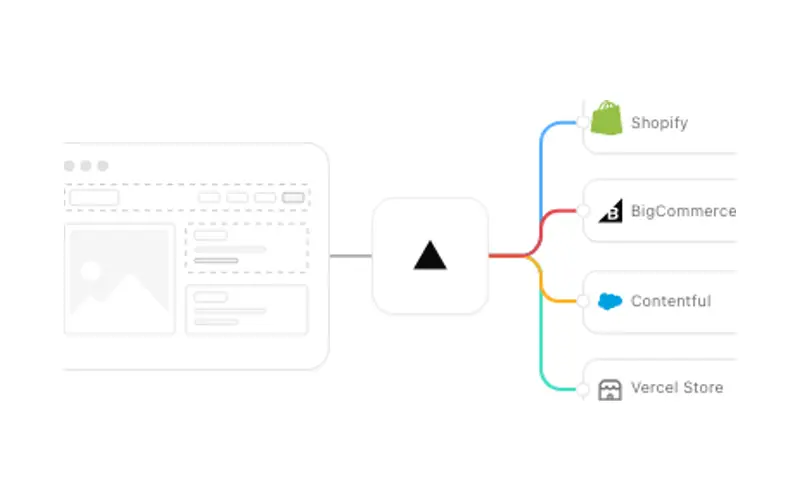 Shopify
BigCommerce
Contentful
Vercel Store